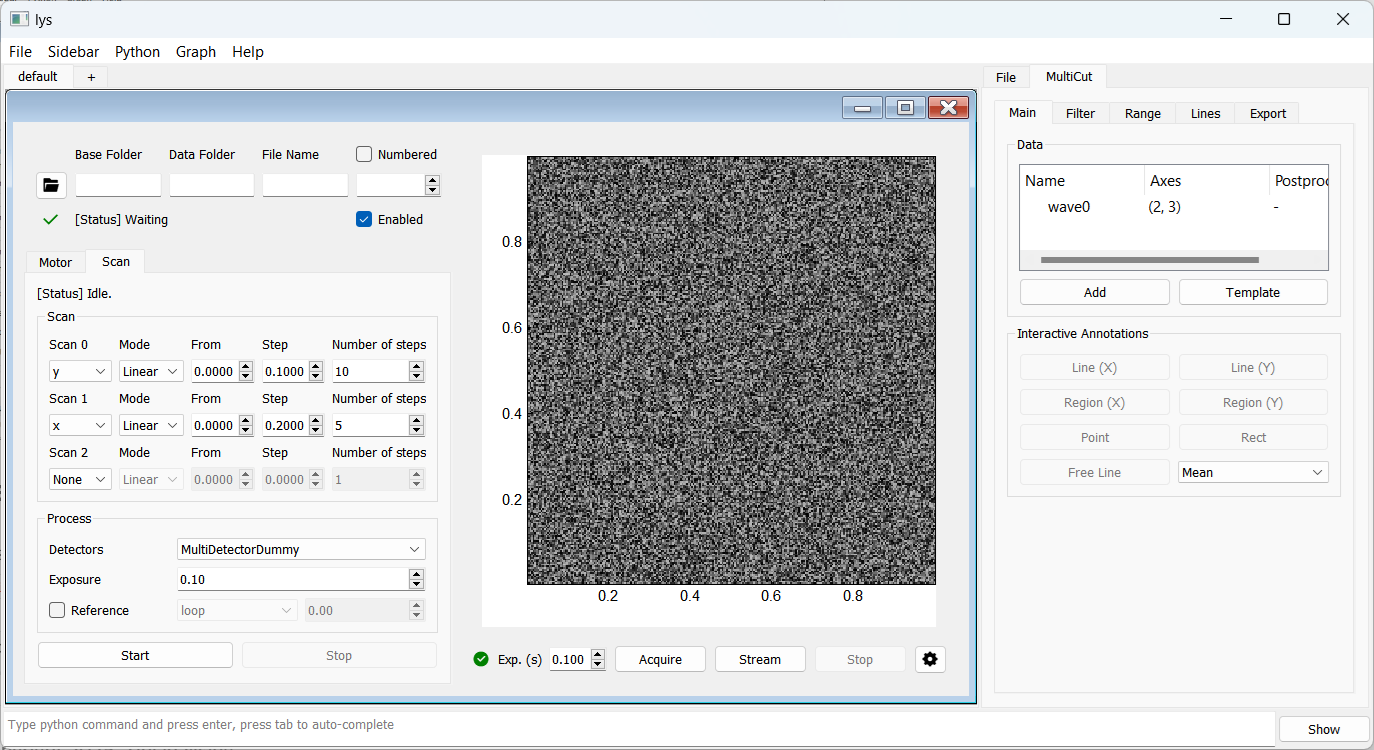 lys
File Sidebar Python Graph Help
default +
File MultiCut
Main Filter Range Lines Export
Base Folder Data Folder File Name Numbered
[Status] Waiting Enabled
Motor Scan
[Status] Idle.
Scan
Scan 0 Mode From Step Number of steps
y Linear 0.0000 0.1000 10
Scan 1 Mode From Step Number of steps
x Linear 0.0000 0.2000 5
Scan 2 Mode From Step Number of steps
None Linear 0.0000 0.0000 1
Process
Detectors MultiDetectorDummy
Exposure 0.10
Reference loop 0.00
Start Stop
0.8
0.6
0.4
0.2
0.2 0.4 0.6 0.8
Exp. (s) 0.100 Acquire Stream Stop
Data
Name Axes Postproc
wave0 (2, 3) -
Add Template
Interactive Annotations
Line (X) Line (Y)
Region (X) Region (Y)
Point Rect
Free Line Mean
Type python command and press enter, press tab to auto-complete
Show